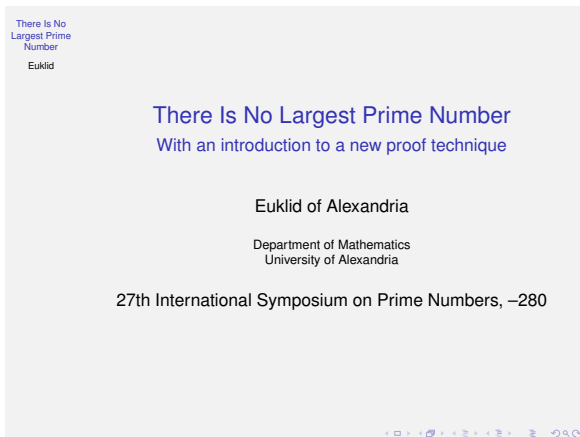 There Is No
Largest Prime
Number
Euklid
There Is No Largest Prime Number
With an introduction to a new proof technique
Euklid of Alexandria
Department of Mathematics
University of Alexandria
27th International Symposium on Prime Numbers, –280